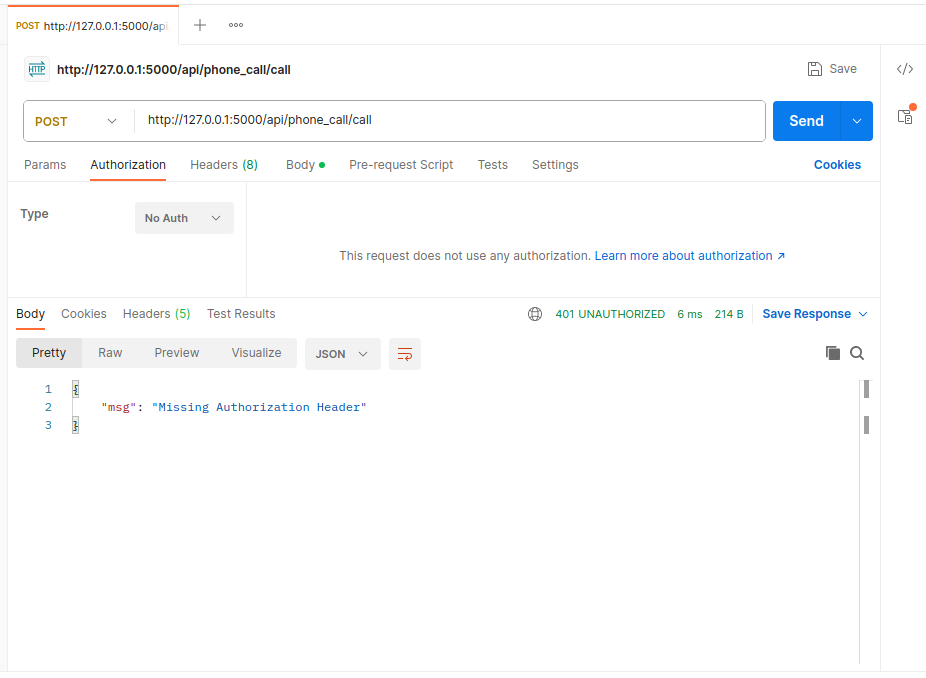 POST http://127.0.0.1:5000/api
HTTP http://127.0.0.1:5000/api/phone_call/call Save </>
POST http://127.0.0.1:5000/api/phone_call/call Send
Params Authorization Headers (8) Body Pre-request Script Tests Settings Cookies
Type No Auth
This request does not use any authorization. Learn more about authorization ↗
Body Cookies Headers (5) Test Results 401 UNAUTHORIZED 6 ms 214 B Save Response
Pretty Raw Preview Visualize JSON
1 {
2 "msg": "Missing Authorization Header"
3 }